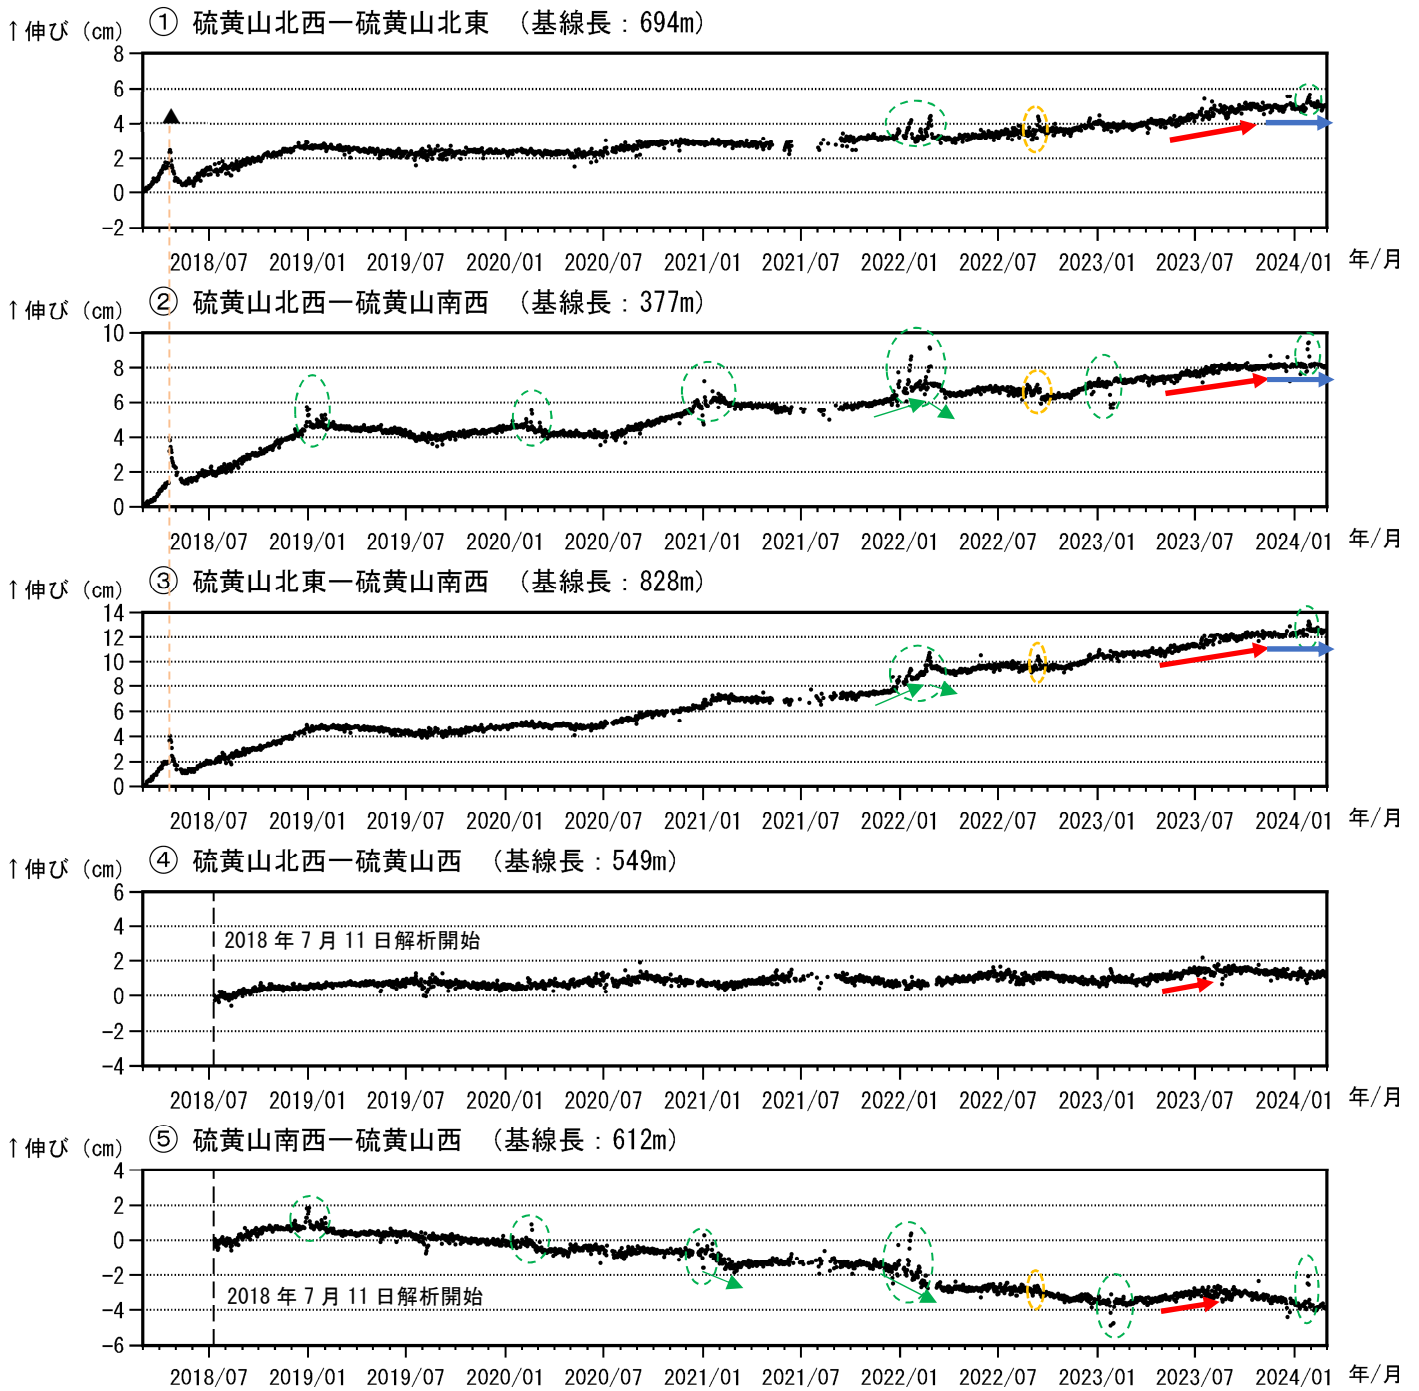 ↑伸び (cm) ① 硫黄山北西ー硫黄山北東 (基線長：694m)
8
6
4
2
0
-2
2018/07 2019/01 2019/07 2020/01 2020/07 2021/01 2021/07 2022/01 2022/07 2023/01 2023/07 2024/01 年/月
↑伸び (cm) ② 硫黄山北西ー硫黄山南西 (基線長：377m)
10
8
6
4
2
0
2018/07 2019/01 2019/07 2020/01 2020/07 2021/01 2021/07 2022/01 2022/07 2023/01 2023/07 2024/01 年/月
↑伸び (cm) ③ 硫黄山北東ー硫黄山南西 (基線長：828m)
14
12
10
8
6
4
2
0
2018/07 2019/01 2019/07 2020/01 2020/07 2021/01 2021/07 2022/01 2022/07 2023/01 2023/07 2024/01 年/月
↑伸び (cm) ④ 硫黄山北西ー硫黄山西 (基線長：549m)
6
4
2018 年 7 月 11 日解析開始
2
0
-2
-4
2018/07 2019/01 2019/07 2020/01 2020/07 2021/01 2021/07 2022/01 2022/07 2023/01 2023/07 2024/01 年/月
↑伸び (cm) ⑤ 硫黄山南西ー硫黄山西 (基線長：612m)
4
2
0
-2
2018 年 7 月 11 日解析開始
-4
-6
2018/07 2019/01 2019/07 2020/01 2020/07 2021/01 2021/07 2022/01 2022/07 2023/01 2023/07 2024/01 年/月